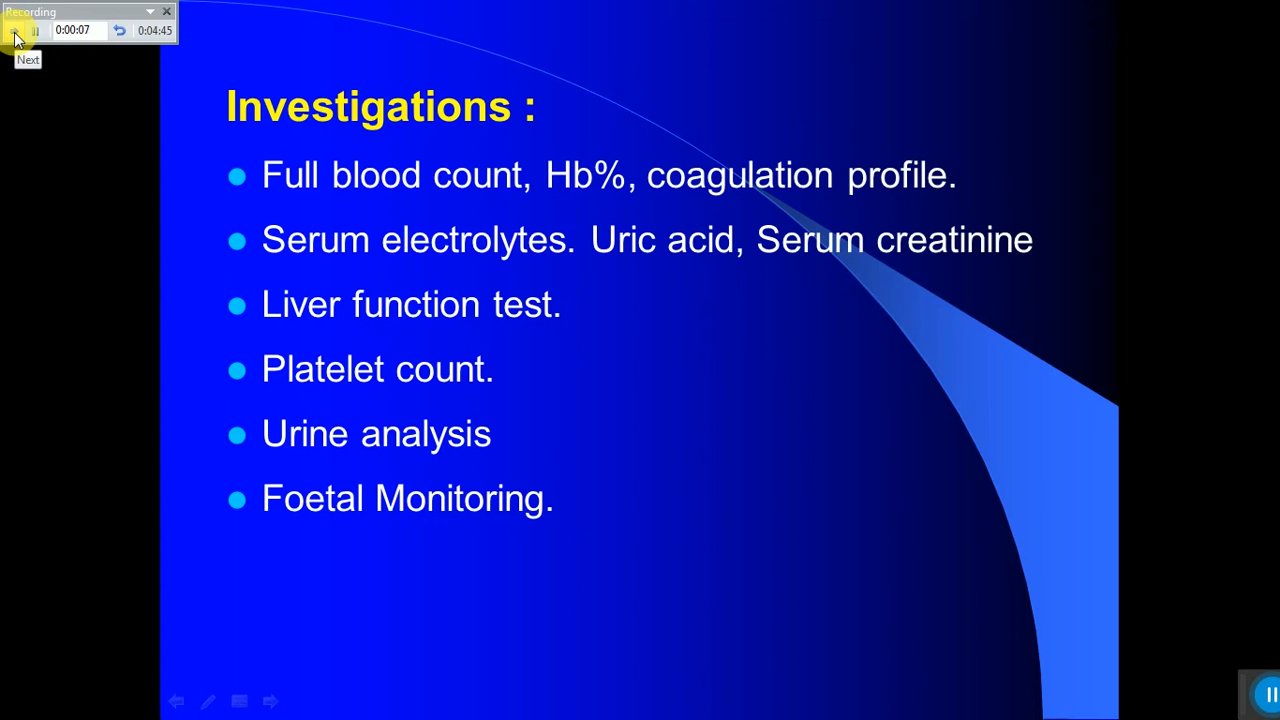 Recording
0:00:07 0:04:45
Next
Investigations :
Full blood count, Hb%, coagulation profile.
Serum electrolytes. Uric acid, Serum creatinine
Liver function test.
Platelet count.
Urine analysis
Foetal Monitoring.